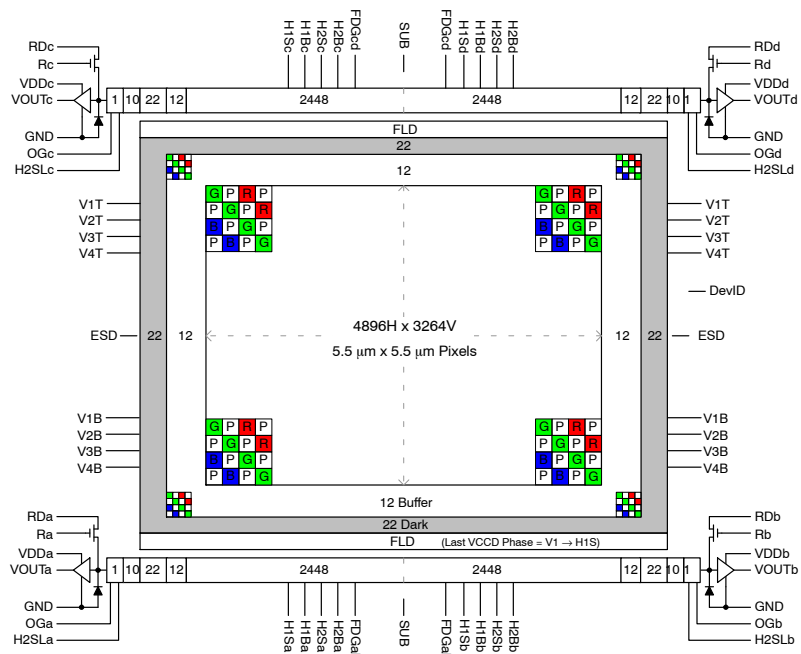 H1Sc H1Bc H2Sc H2Bc FDGcd SUB FDGcd H1Sd H1Bd H2Sd H2Bd
RDc RDd
Rc Rd
VDDc VDDd
VOUTc 1 10 22 12 2448 2448 12 22 10 1 VOUTd
GND FLD GND
OGc 22 OGd
H2SLc 12 H2SLd
G P R P G P R P
V1T P G P R P G P R V1T
V2T B P G P B P G P V2T
V3T P B P G P B P G V3T
V4T V4T
DevID
4896H x 3264V
ESD 22 12 12 22 ESD
5.5 μm x 5.5 μm Pixels
V1B G P R P G P R P V1B
V2B P G P R P G P R V2B
V3B B P G P B P G P V3B
V4B P B P G P B P G V4B
12 Buffer
RDa 22 Dark RDb
Ra FLD (Last VCCD Phase = V1 → H1S) Rb
VDDa VDDb
VOUTa 1 10 22 12 2448 2448 12 22 10 1 VOUTb
GND GND
OGa OGb
H2SLa H2SLb
H1Sa H1Ba H2Sa H2Ba SUB H1Sb H1Bb H2Sb H2Bb